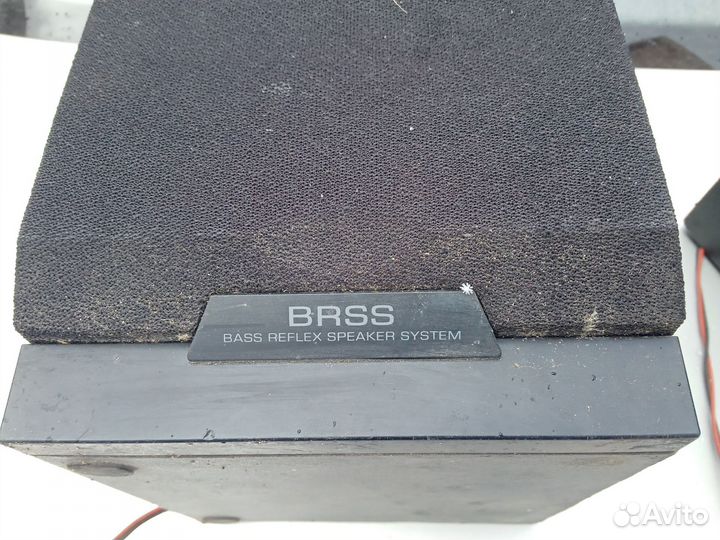 BRSS
BASS REFLEX SPEAKER SYSTEM
Avito